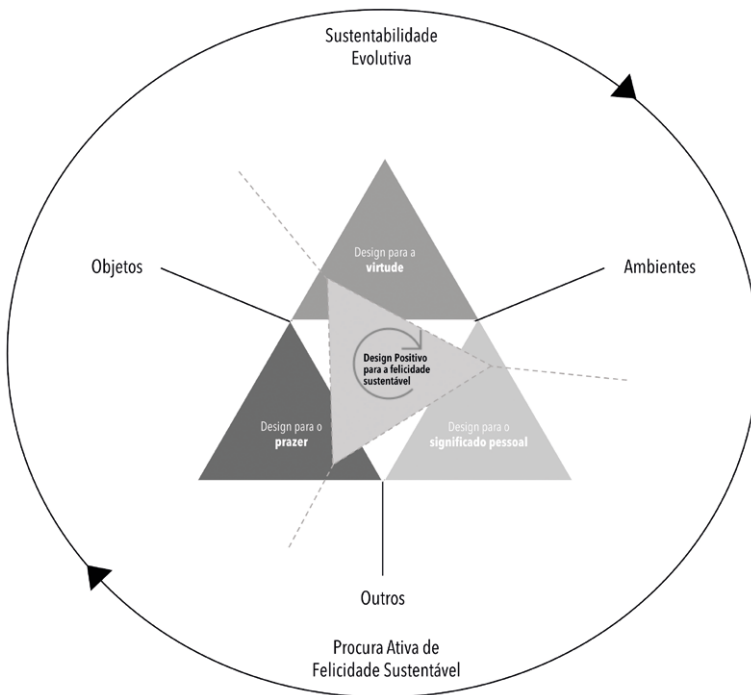 Sustentabilidade
Evolutiva
Design para a
virtude
Objetos
Ambientes
Design Positivo
para a felicidade
sustentável
Design para o
prazer
Design para o
significado pessoal
Outros
Procura Ativa de
Felicidade Sustentável